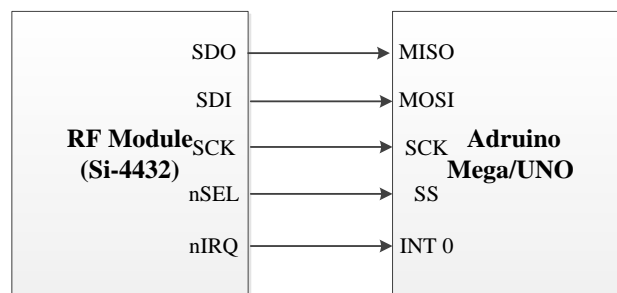 SDO
SDI
RF Module
SCK
(Si-4432)
nSEL
nIRQ
MISO
MOSI
Adruino
SCK
Mega/UNO
SS
INT 0